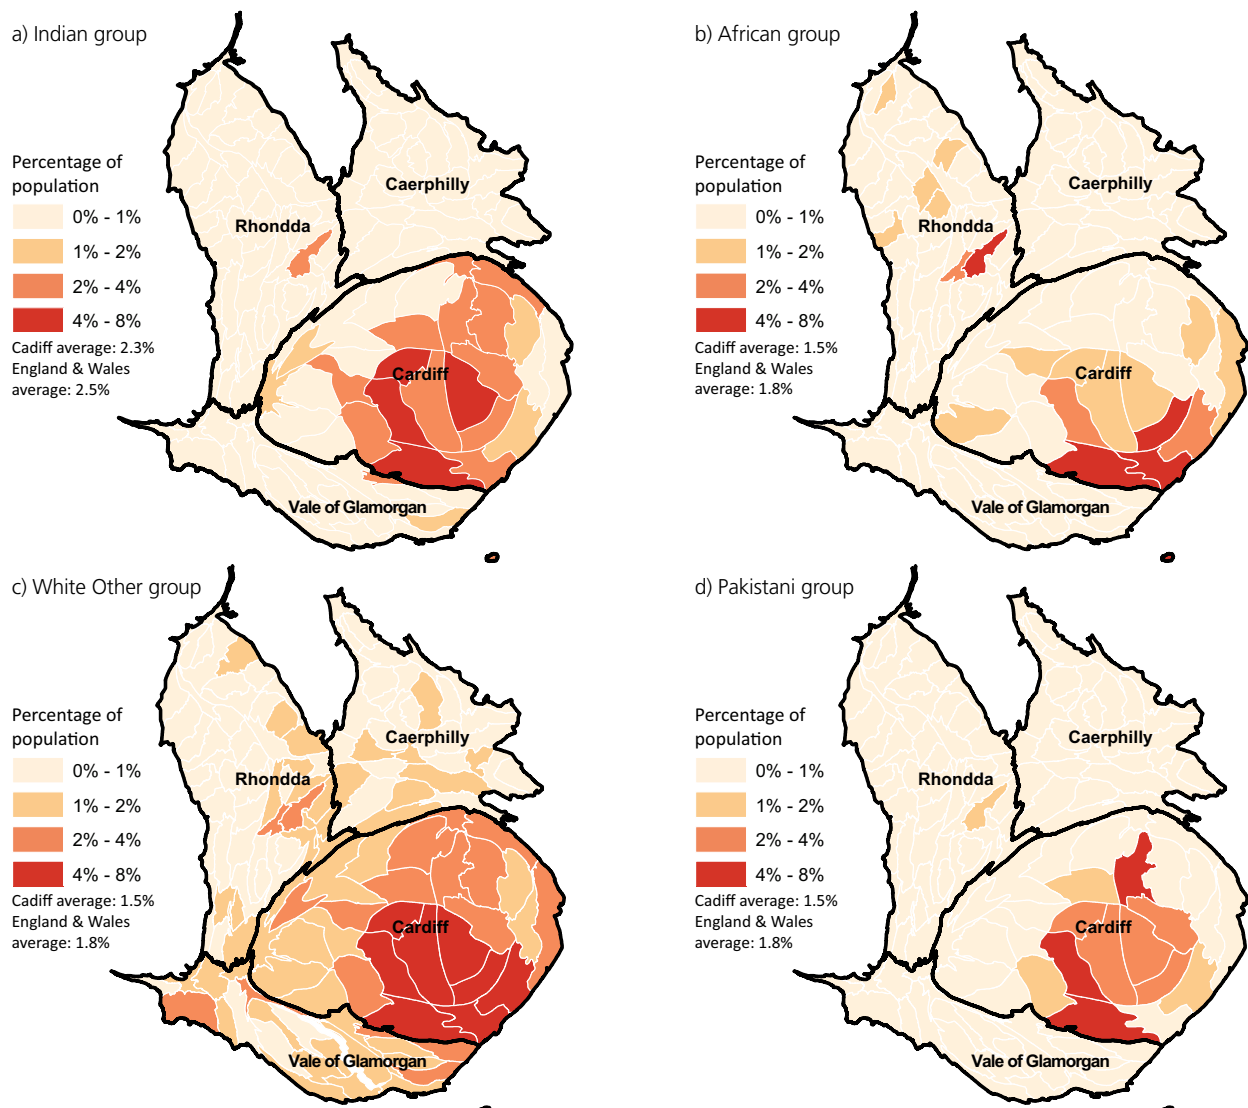 a) Indian group
Percentage of
population
0% - 1%
1% - 2%
2% - 4%
4% - 8%
Cadiff average: 2.3%
England & Wales
average: 2.5%
Caerphilly
Rhondda
Cardiff
Vale of Glamorgan
b) African group
Percentage of
population
0% - 1%
1% - 2%
2% - 4%
4% - 8%
Cadiff average: 1.5%
England & Wales
average: 1.8%
Caerphilly
Rhondda
Cardiff
Vale of Glamorgan
c) White Other group
Percentage of
population
0% - 1%
1% - 2%
2% - 4%
4% - 8%
Cadiff average: 1.5%
England & Wales
average: 1.8%
Caerphilly
Rhondda
Cardiff
Vale of Glamorgan
d) Pakistani group
Percentage of
population
0% - 1%
1% - 2%
2% - 4%
4% - 8%
Cadiff average: 1.5%
England & Wales
average: 1.8%
Caerphilly
Rhondda
Cardiff
Vale of Glamorgan